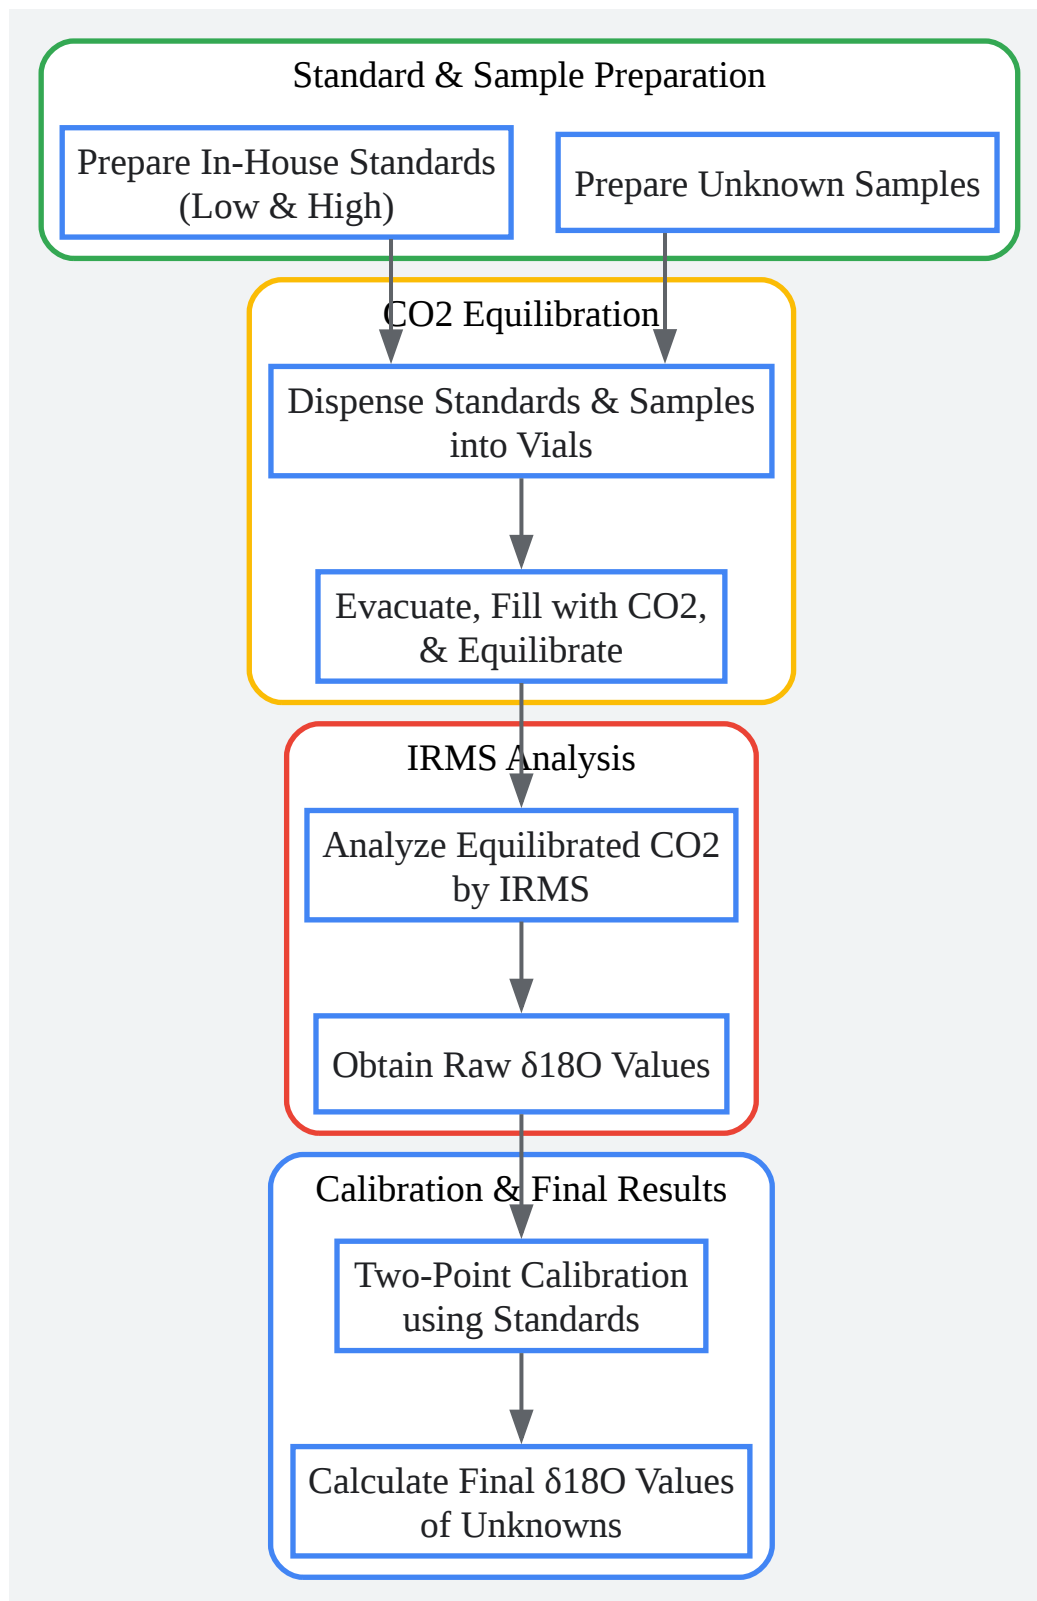 Standard & Sample Preparation
Prepare In-House Standards
(Low & High)
Prepare Unknown Samples
CO2 Equilibration
Dispense Standards & Samples
into Vials
Evacuate, Fill with CO2,
& Equilibrate
IRMS Analysis
Analyze Equilibrated CO2
by IRMS
Obtain Raw δ18O Values
Calibration & Final Results
Two-Point Calibration
using Standards
Calculate Final δ18O Values
of Unknowns